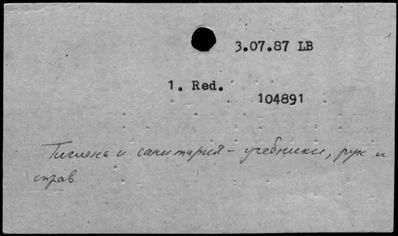 3.07.87 LB
1. Red.
104891
Гигиена и санитария - учебники, рук и
справ